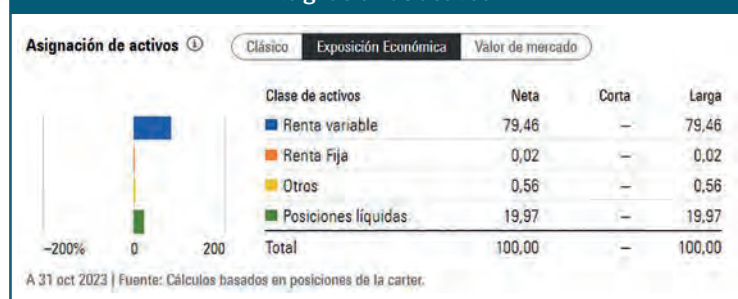 Asignación de activos
Clásico Exposición Económica Valor de mercado
Clase de activos Neta Corta Larga
Renta variable 79,46 – 79,46
Renta Fija 0,02 – 0,02
Otros 0,56 – 0,56
Posiciones líquidas 19,97 – 19,97
-200% 0 200
Total 100,00 – 100,00
A 31 oct 2023 | Fuente: Cálculos basados en posiciones de la carter.